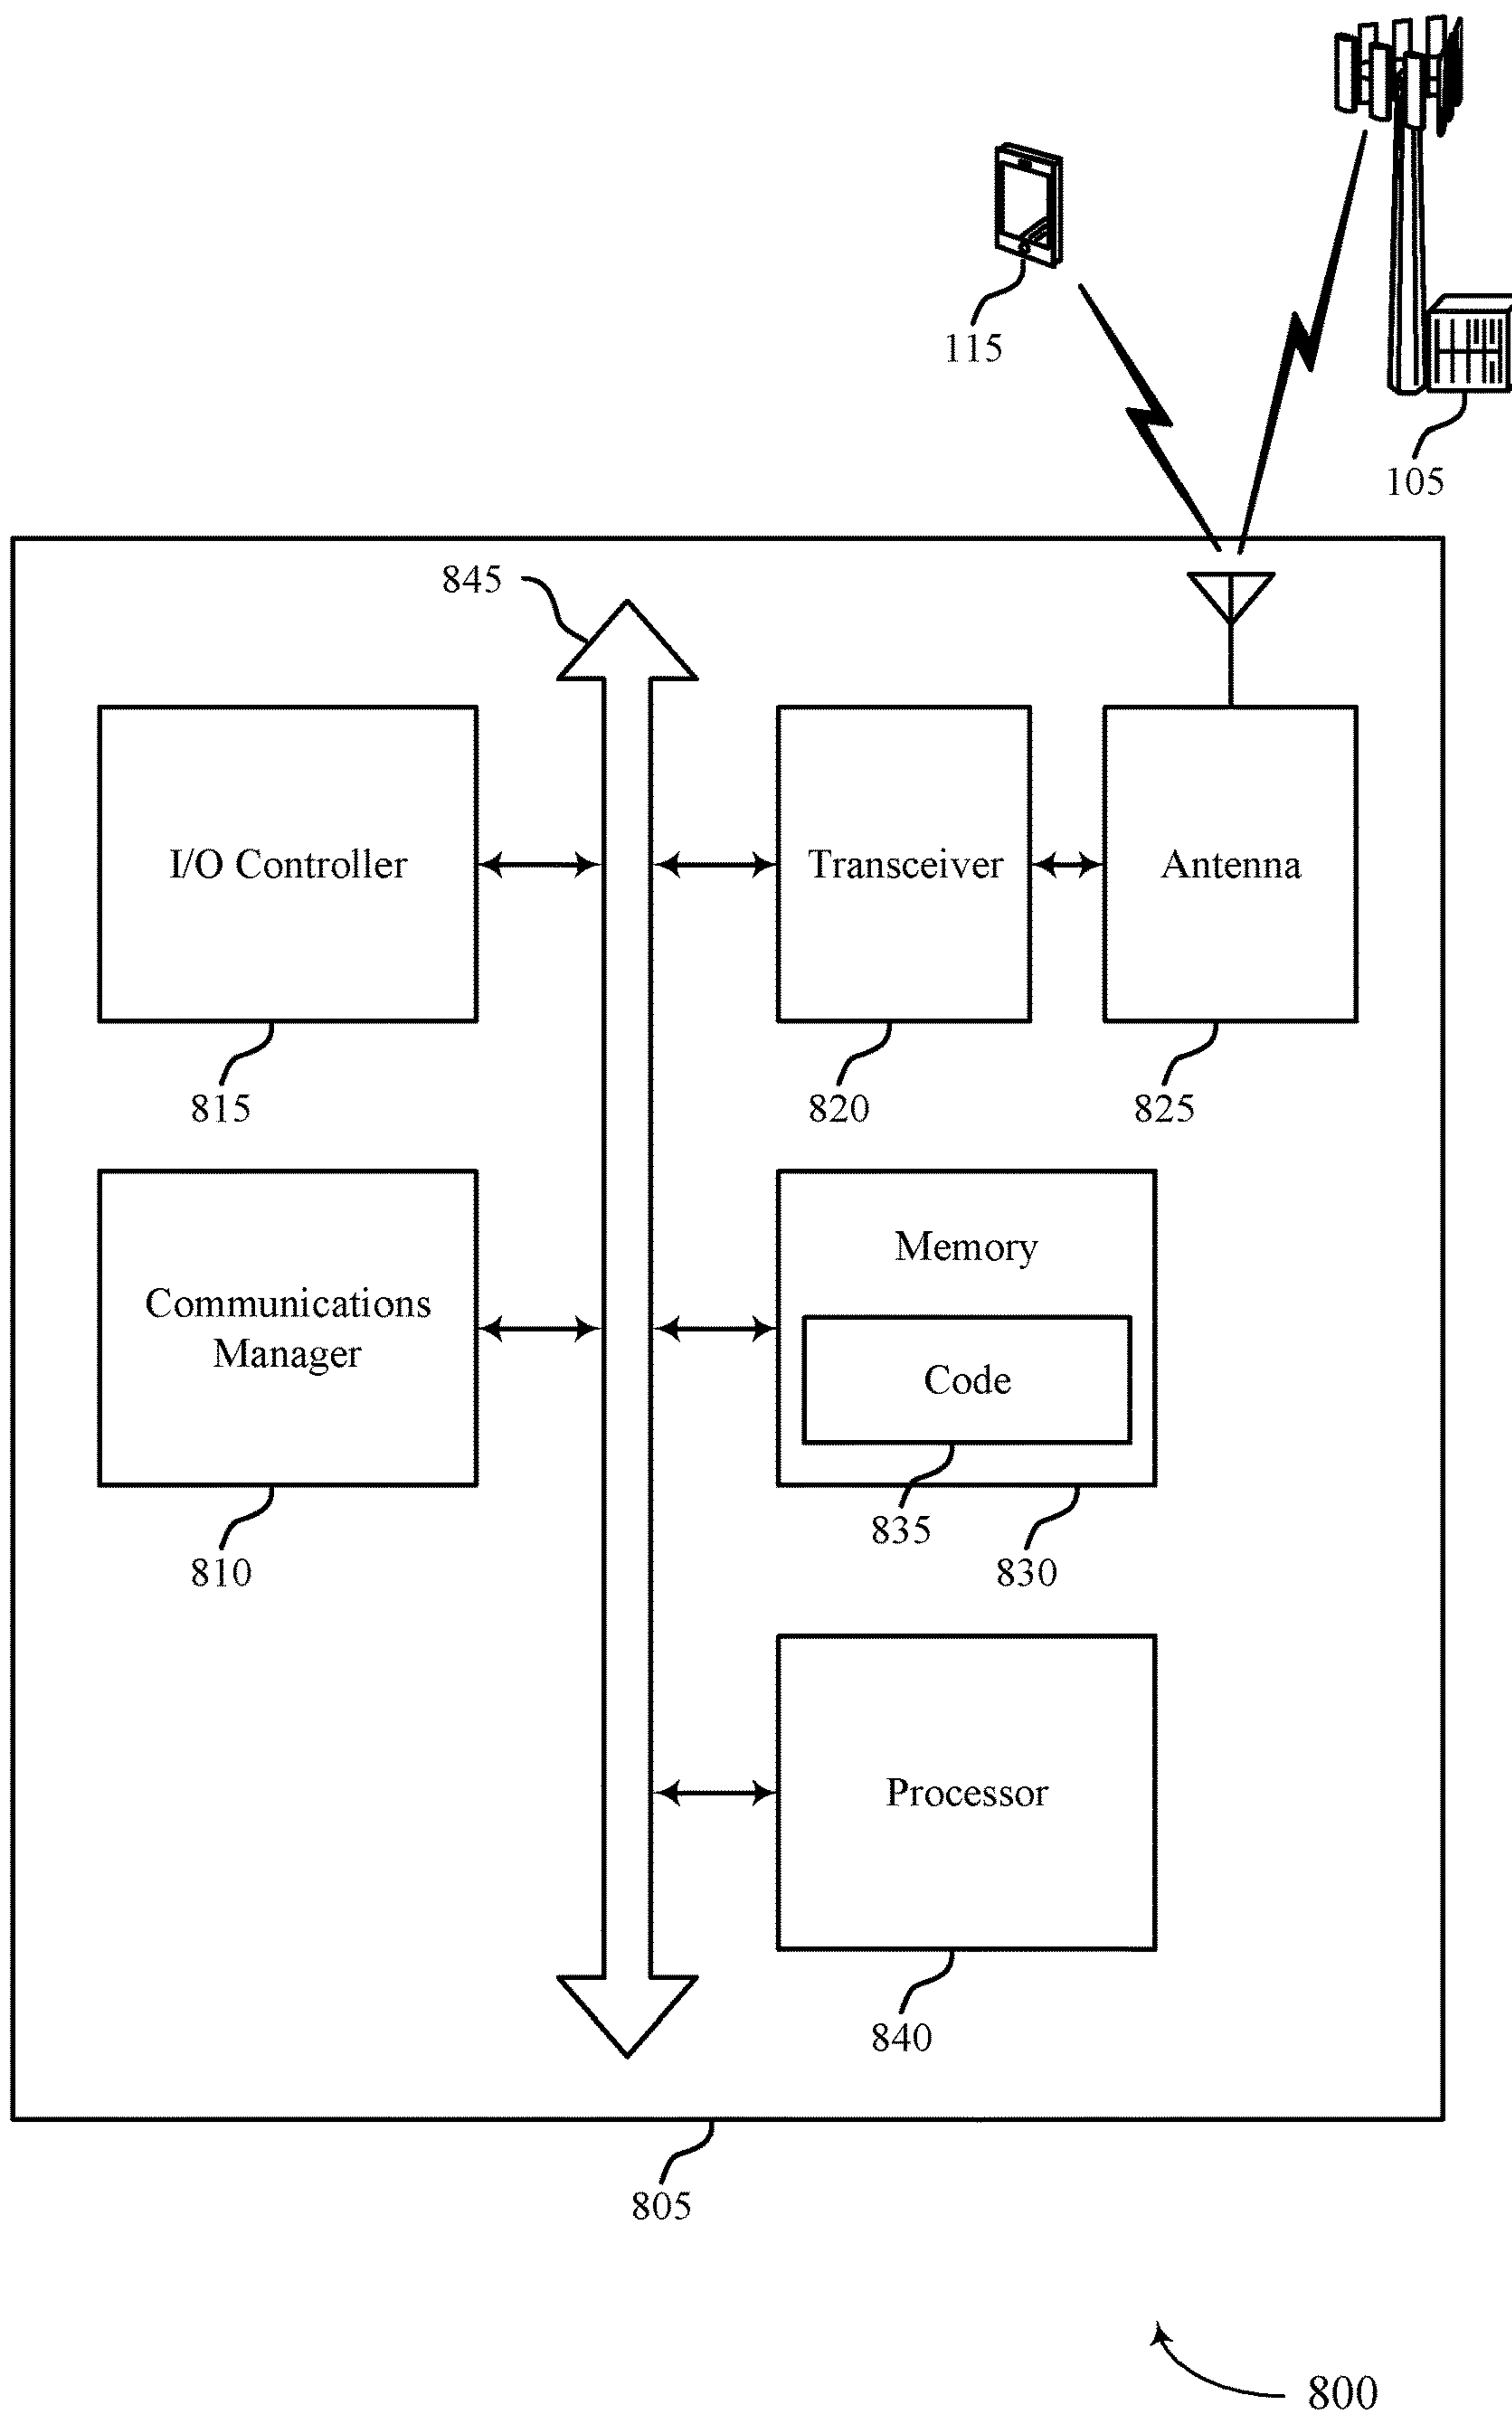 115
105
845
I/O Controller
Transceiver
Antenna
815
820
825
Communications
Manager
Memory
Code
810
835
830
Processor
840
805
800